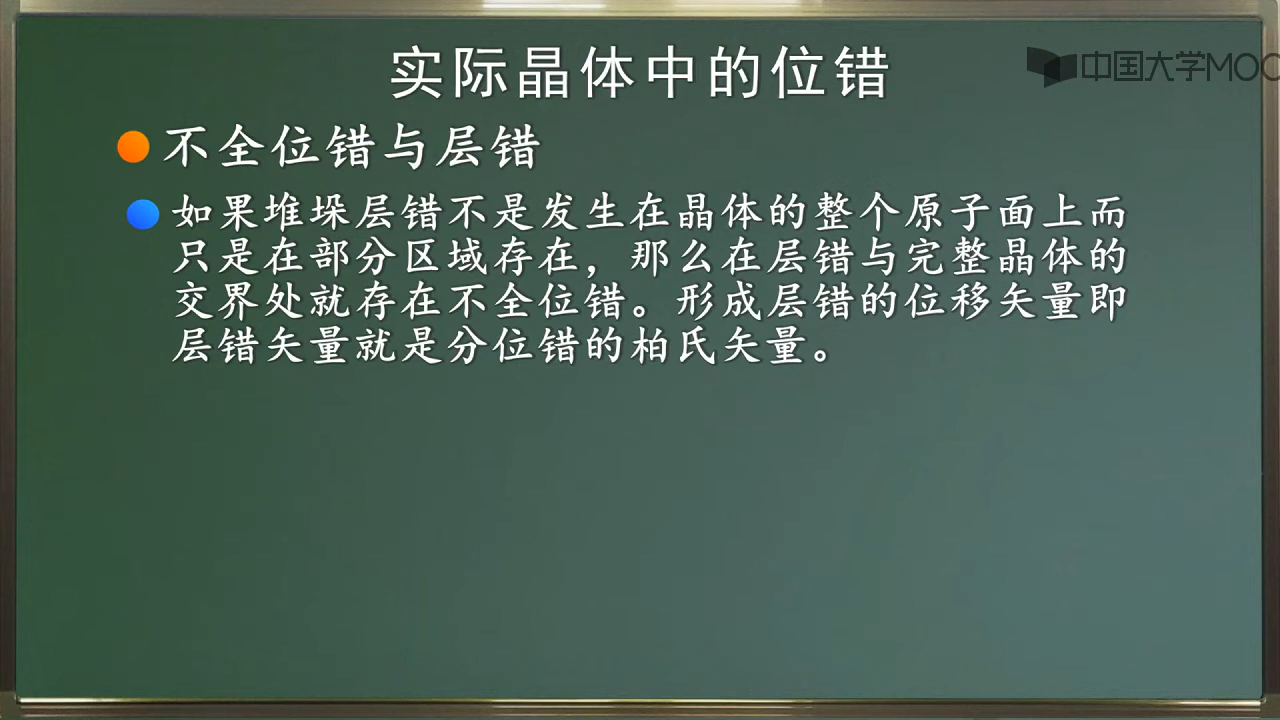 实际晶体中的位错
中国大学MOC
不全位错与层错
如果堆垛层错不是发生在晶体的整个原子面上而
只是在部分区域存在，那么在层错与完整晶体的
交界处就存在不全位错。形成层错的位移矢量即
层错矢量就是分位错的柏氏矢量。